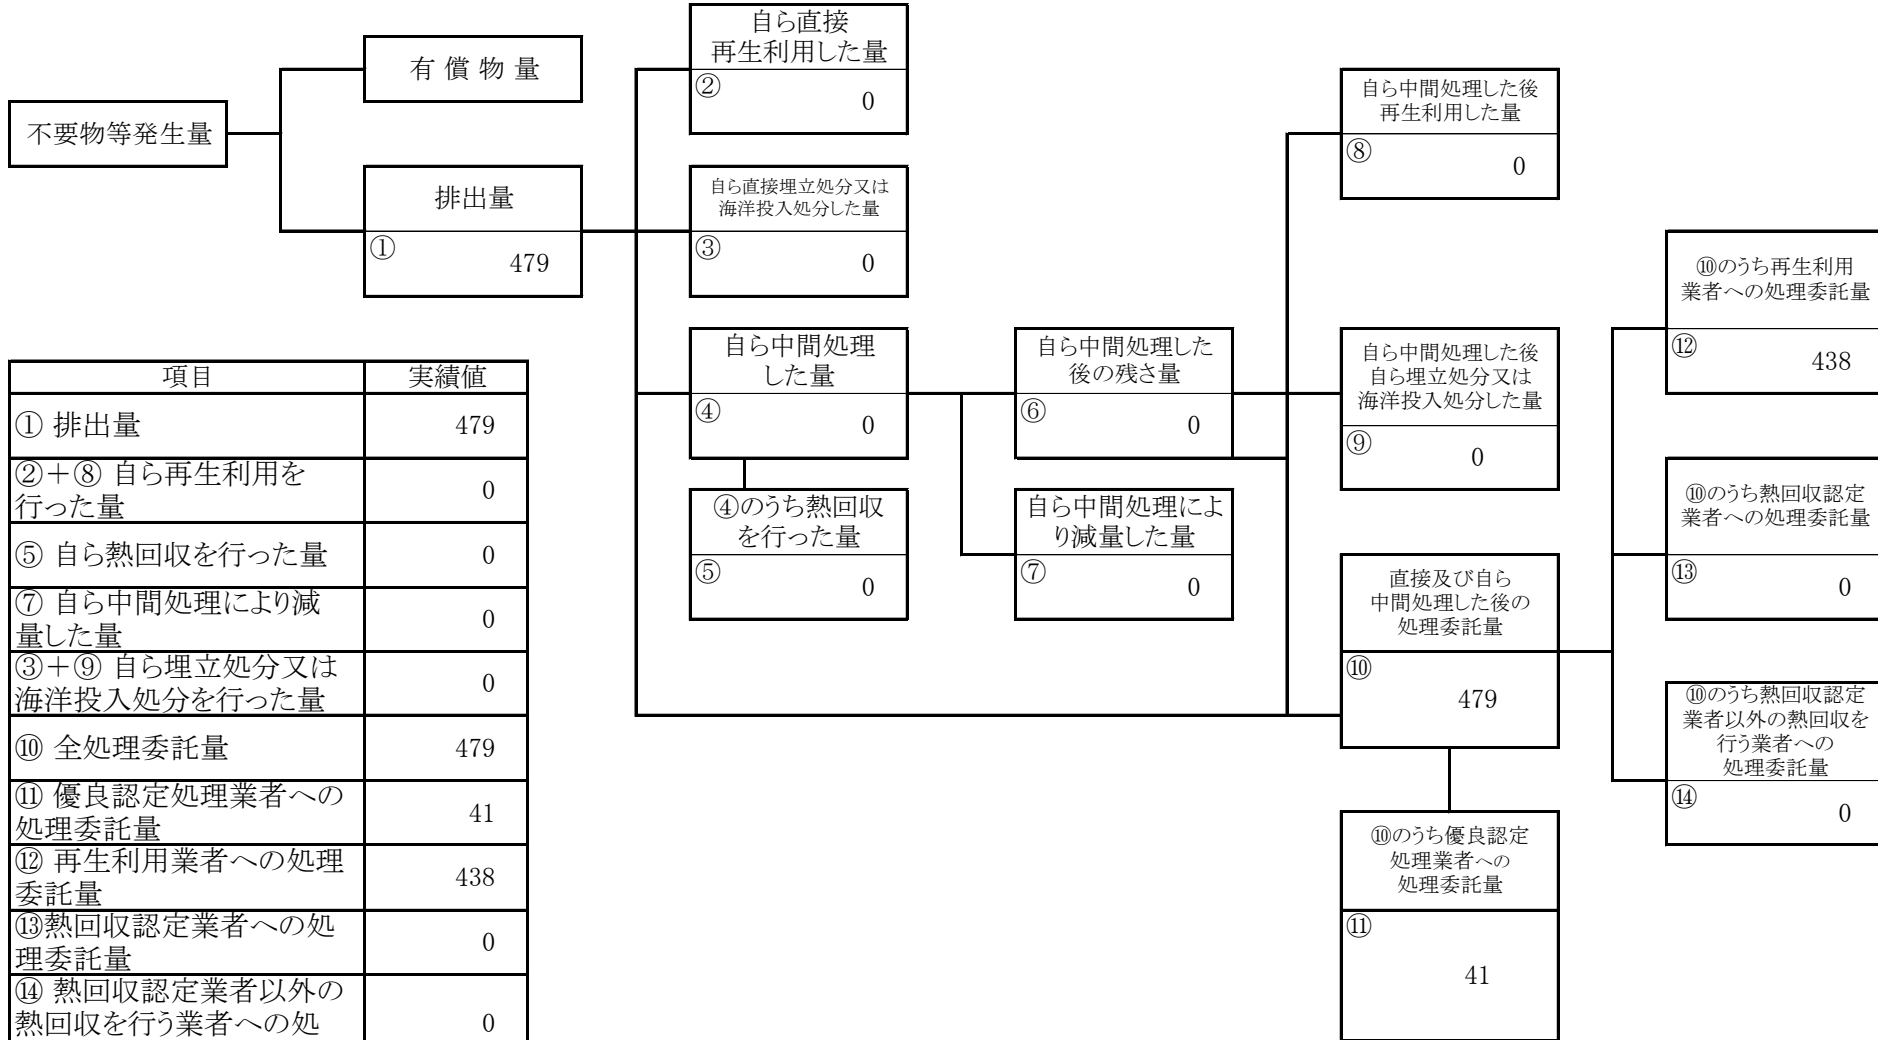 不要物等発生量
有 償 物 量
排出量
①
479
自ら直接
再生利用した量
②
0
自ら直接埋立処分又は
海洋投入処分した量
③
0
自ら中間処理
した量
④
0
④のうち熱回収
を行った量
⑤
0
自ら中間処理した
後の残さ量
⑥
0
自ら中間処理によ
り減量した量
⑦
0
自ら中間処理した後
再生利用した量
⑧
0
自ら中間処理した後
自ら埋立処分又は
海洋投入処分した量
⑨
0
直接及び自ら
中間処理した後の
処理委託量
⑩
479
⑩のうち優良認定
処理業者への
処理委託量
⑪
41
⑩のうち再生利用
業者への処理委託量
⑫
438
⑩のうち熱回収認定
業者への処理委託量
⑬
0
⑩のうち熱回収認定
業者以外の熱回収を
行う業者への
処理委託量
⑭
0
項目 実績値
① 排出量 479
②+⑧ 自ら再生利用を
行った量 0
⑤ 自ら熱回収を行った量 0
⑦ 自ら中間処理により減
量した量 0
③+⑨ 自ら埋立処分又は
海洋投入処分を行った量 0
⑩ 全処理委託量 479
⑪ 優良認定処理業者への
処理委託量 41
⑫ 再生利用業者への処理
委託量 438
⑬熱回収認定業者への処
理委託量 0
⑭ 熱回収認定業者以外の
熱回収を行う業者への処 0